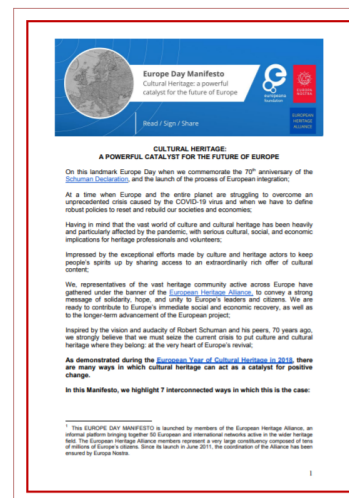 Europe Day Manifesto
Cultural Heritage: a powerful
catalyst for the future of Europe
Read / Sign / Share
europeana
foundation
EUROPA
NOSTRA
EUROPEAN
HERITAGE
ALLIANCE
CULTURAL HERITAGE:
A POWERFUL CATALYST FOR THE FUTURE OF EUROPE
On this landmark Europe Day when we commemorate the 70th anniversary of the
Schuman Declaration, and the launch of the process of European integration;
At a time when Europe and the entire planet are struggling to overcome an
unprecedented crisis caused by the COVID-19 virus and when we have to define
robust policies to reset and rebuild our societies and economies;
Having in mind that the vast world of culture and cultural heritage has been heavily
and particularly affected by the pandemic, with serious cultural, social, and economic
implications for heritage professionals and volunteers;
Impressed by the exceptional efforts made by culture and heritage actors to keep
people's spirits up by sharing access to an extraordinarily rich offer of cultural
content;
We, representatives of the vast heritage community active across Europe have
gathered under the banner of the European Heritage Alliance, to convey a strong
message of solidarity, hope, and unity to Europe's leaders and citizens. We are
ready to contribute to Europe's immediate social and economic recovery, as well as
to the longer-term advancement of the European project;
Inspired by the vision and audacity of Robert Schuman and his peers, 70 years ago,
we strongly believe that we must seize the current crisis to put culture and cultural
heritage where they belong: at the very heart of Europe's revival;
As demonstrated during the European Year of Cultural Heritage in 2018, there
are many ways in which cultural heritage can act as a catalyst for positive
change.
In this Manifesto, we highlight 7 interconnected ways in which this is the case:
1 This EUROPE DAY MANIFESTO is launched by members of the European Heritage Alliance, an
informal platform bringing together 50 European and international networks active in the wider heritage
field. The European Heritage Alliance members represent a very large constituency composed of tens
of millions of Europe's citizens. Since its launch in June 2011, the coordination of the Alliance has been
ensured by Europa Nostra.
1